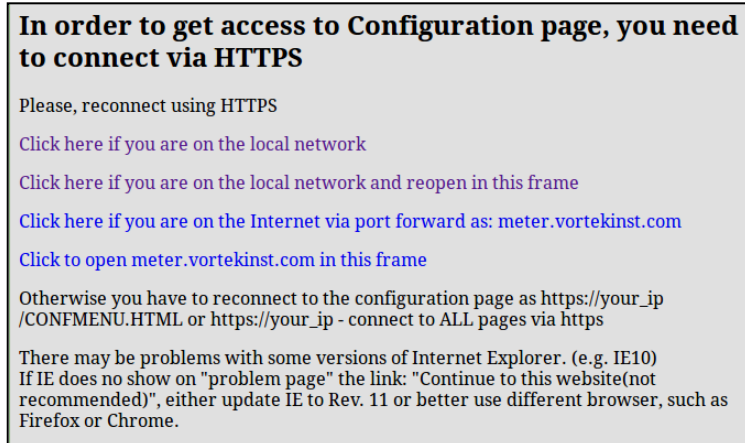 In order to get access to Configuration page, you need
to connect via HTTPS
Please, reconnect using HTTPS
Click here if you are on the local network
Click here if you are on the local network and reopen in this frame
Click here if you are on the Internet via port forward as: meter.vortekinst.com
Click to open meter.vortekinst.com in this frame
Otherwise you have to reconnect to the configuration page as https://your_ip
/CONFMENU.HTML or https://your_ip - connect to ALL pages via https
There may be problems with some versions of Internet Explorer. (e.g. IE10)
If IE does no show on "problem page" the link: "Continue to this website(not
recommended)", either update IE to Rev. 11 or better use different browser, such as
Firefox or Chrome.